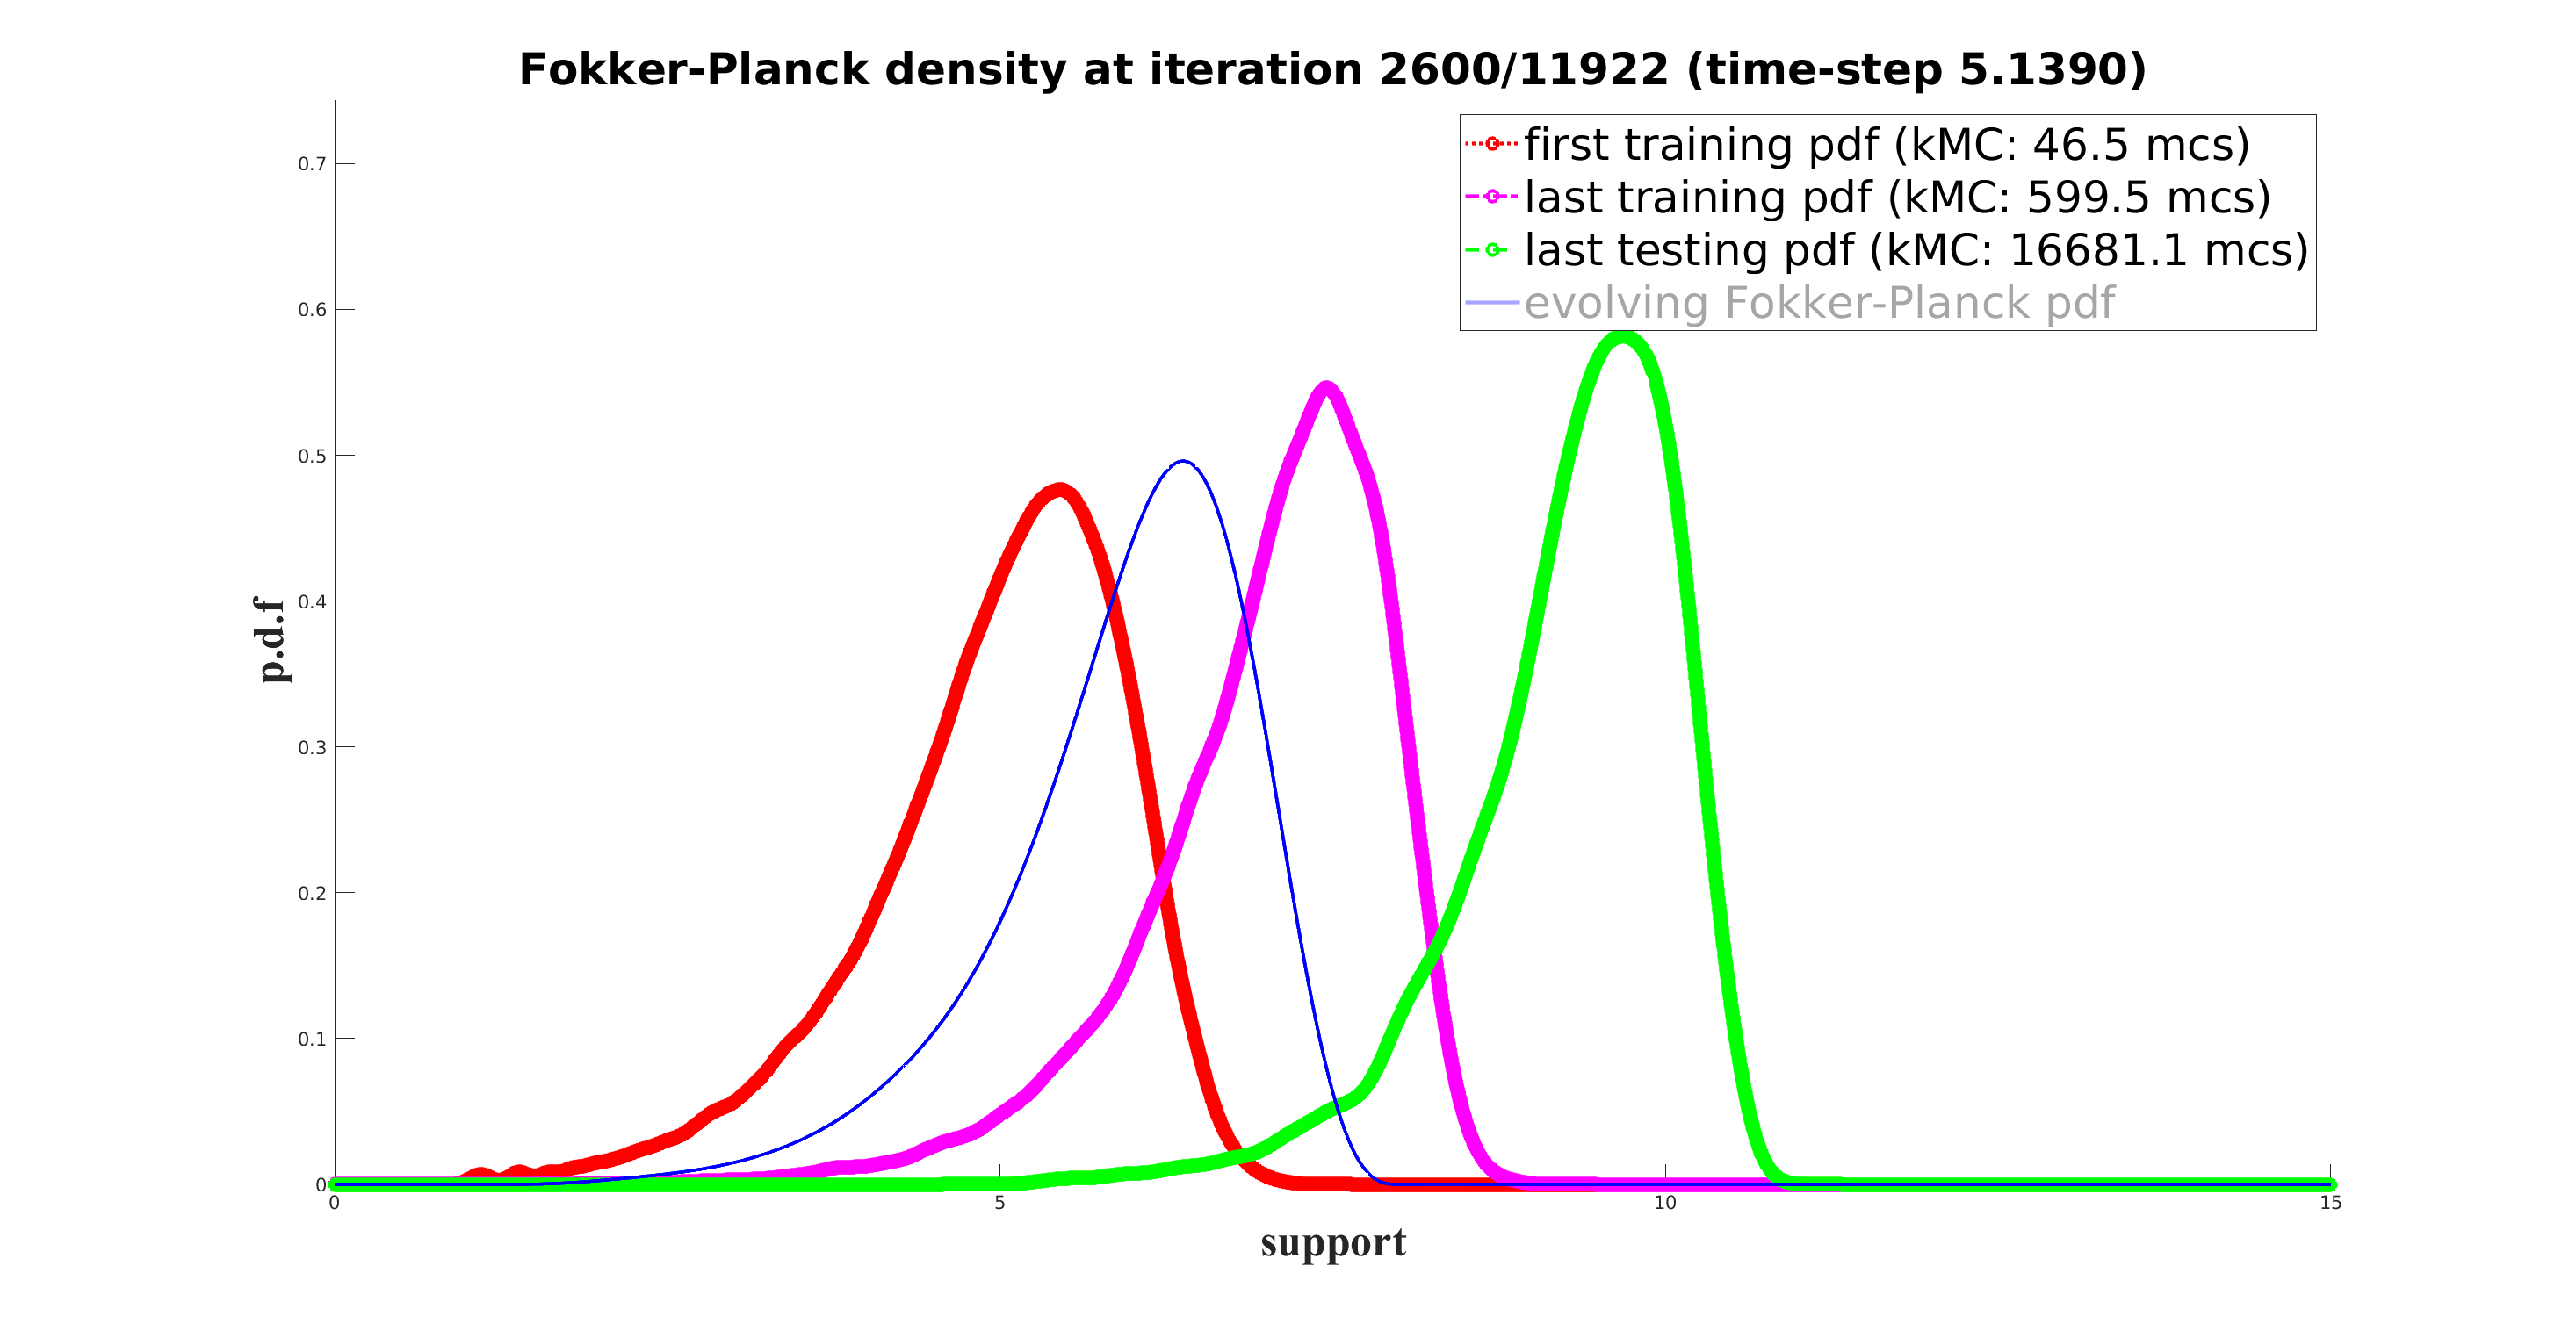 Fokker-Planck density at iteration 2600/11922 (time-step 5.1390)
first training pdf (kMC: 46.5 mcs)
last training pdf (kMC: 599.5 mcs)
last testing pdf (kMC: 16681.1 mcs)
evolving Fokker-Planck pdf
p.d.f
0.7
0.6
0.5
0.4
0.3
0.2
0.1
0
0 5 10 15
support